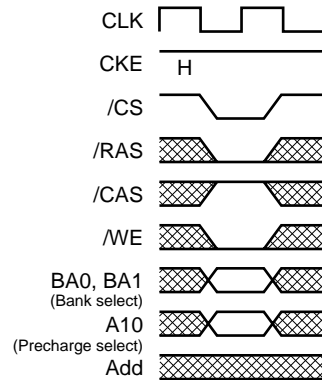 CLK
CKE
H
/CS
/RAS
/CAS
/WE
BA0, BA1
(Bank select)
A10
(Precharge select)
Add